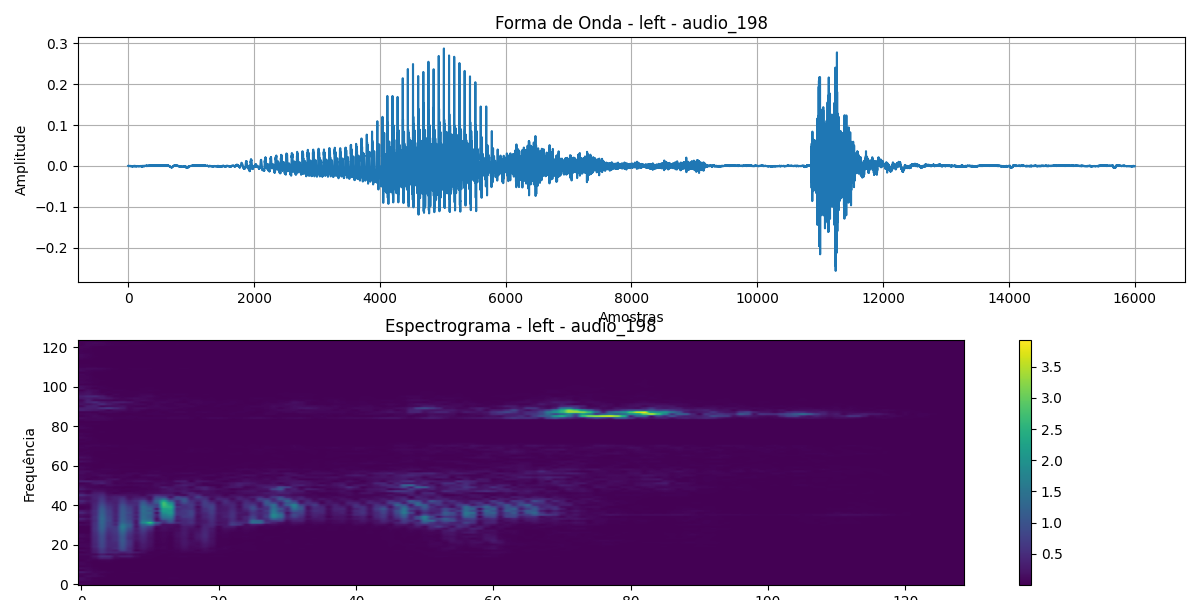 Forma de Onda - left - audio_198
0.3
0.2
0.1
0.0
−0.1
−0.2
Amplitude
0 2000 4000 6000 8000 10000 12000 14000 16000
Amostras
Espectrograma - left - audio_198
120
100
80
60
40
20
0
Frequência
3.5
3.0
2.5
2.0
1.5
1.0
0.5
0 20 40 60 80 100 120